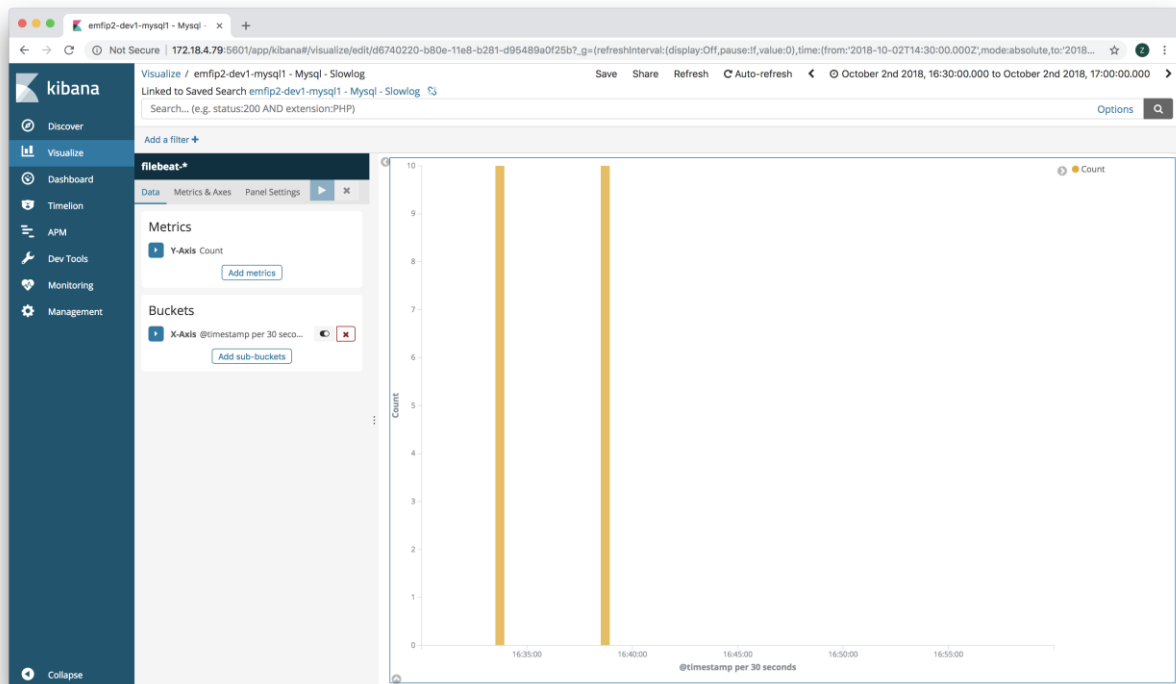 emfip2-dev1-mysql1 - Mysql -
Not Secure | 172.18.4.79:5601/app/kibana#/visualize/edit/d6740220-b80e-11e8-b281-d95489a0f25b?_g=(refreshInterval:(display:Off,pause:!f,value:0),time:(from:'2018-10-02T14:30:00.000Z',mode:absolute,to:'2018...
Z
kibana
Discover
Visualize
Dashboard
Timelion
APM
Dev Tools
Monitoring
Management
Collapse
Visualize / emfip2-dev1-mysql1 - Mysql - Slowlog
Save Share Refresh Auto-refresh October 2nd 2018, 16:30:00.000 to October 2nd 2018, 17:00:00.000
Linked to Saved Search emfip2-dev1-mysql1 - Mysql - Slowlog
Search... (e.g. status:200 AND extension:PHP)
Options
Add a filter +
filebeat-*
Data Metrics & Axes Panel Settings
Metrics
Y-Axis Count
Add metrics
Buckets
X-Axis @timestamp per 30 seco...
Add sub-buckets
Count
10
9
8
7
6
5
4
3
2
1
0
Count
16:35:00 16:40:00 16:45:00 16:50:00 16:55:00
@timestamp per 30 seconds